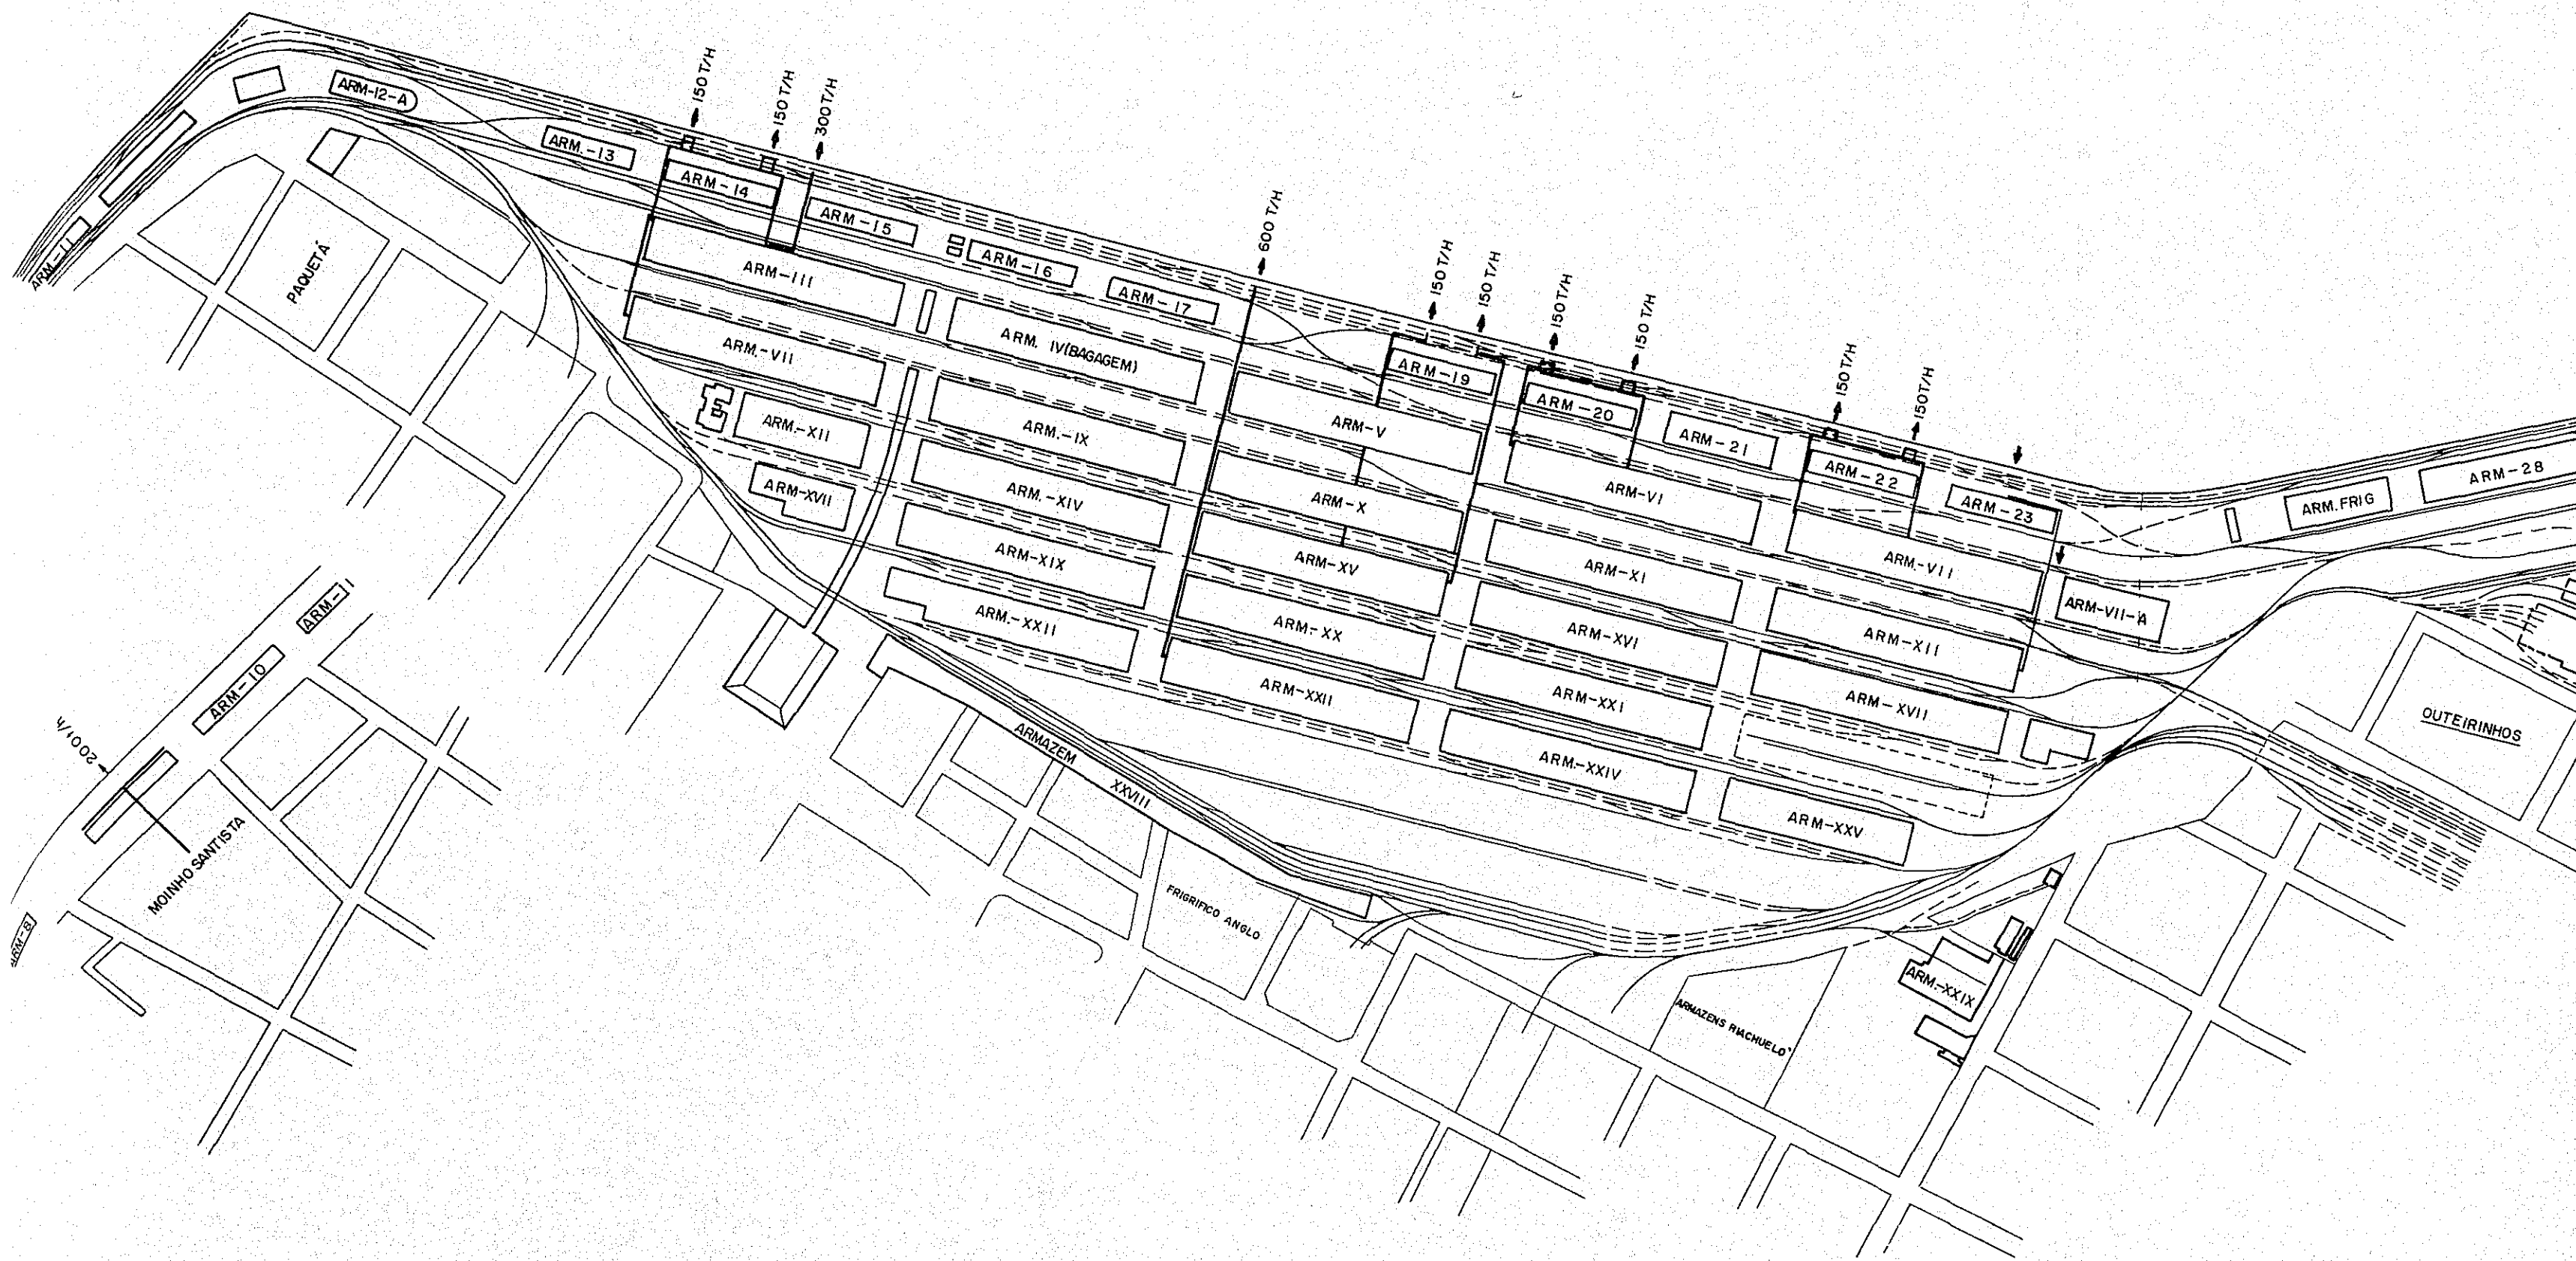 ARM-12-A
150 T/H
150 T/H
300T/H
ARM.-13
ARM-14
ARM-15
ARM-16
ARM-17
600 T/H
150 T/H
150 T/H
150 T/H
150 T/H
150T/H
150T/H
ARM-11
PAQUETÁ
ARM-III
ARM. IV(BAGAGEM)
ARM-19
ARM-20
ARM-21
ARM-22
ARM-23
ARM.FRIG
ARM-28
ARM.-VII
ARM.-IX
ARM-V
ARM-VI
ARM.-VII
ARM-VII-A
ARM.-XII
ARM.-XIV
ARM-X
ARM-XI
ARM-XII
ARM-XVII
ARM-XIX
ARM-XV
ARM-XVI
ARM-XVII
ARM.-XXII
ARM-XX
ARM-XXI
ARM-XXII
ARM-XXIV
ARM-XXV
OUTEIRINHOS
ARM-1
ARM-10
200 t/h
MOINHO SANTISTA
ARM-8
ARMAZEM
XXVIII
FRIGRIFICO ANGLO
ARMAZENS RIACHUELO
ARM.-XXIX